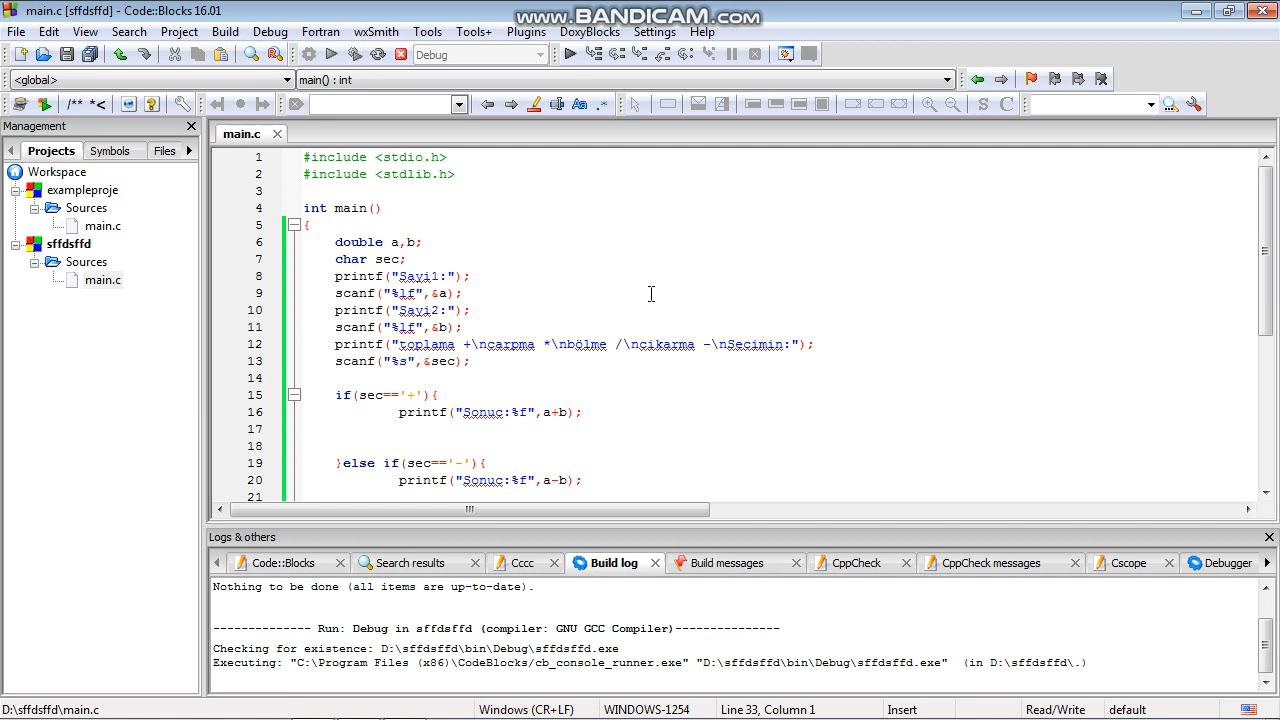 main.c [sffdsffd] - Code::Blocks 16.01
www.BANDICAM.com
File Edit View Search Project Build Debug Fortran wxSmith Tools Tools+ Plugins DoxyBlocks Settings Help
Debug
<global>
main() : int
/** *<
S C
Management
main.c
Projects Symbols Files
Workspace
exampleproje
Sources
main.c
sffdsffd
Sources
main.c
1 #include <stdio.h>
2 #include <stdlib.h>
3
4 int main()
5 {
6 double a,b;
7 char sec;
8 printf("Sayi1:");
9 scanf("%lf",&a);
10 printf("Sayi2:");
11 scanf("%lf",&b);
12 printf("toplama +\ncarpma *\nbölme /\ncikarma -\nSecimin:");
13 scanf("%s",&sec);
14
15 if(sec=='+'){
16 printf("Sonuc:%f",a+b);
17
18
19 }else if(sec=='-'){
20 printf("Sonuc:%f",a-b);
21
Logs & others
Code::Blocks Search results Cccc Build log Build messages CppCheck CppCheck messages Cscope Debugger
Nothing to be done (all items are up-to-date).
-------------- Run: Debug in sffdsffd (compiler: GNU GCC Compiler)---------------
Checking for existence: D:\sffdsffd\bin\Debug\sffdsffd.exe
Executing: "C:\Program Files (x86)\CodeBlocks/cb_console_runner.exe" "D:\sffdsffd\bin\Debug\sffdsffd.exe" (in D:\sffdsffd\.)
D:\sffdsffd\main.c Windows (CR+LF) WINDOWS-1254 Line 33, Column 1 Insert Read/Write default